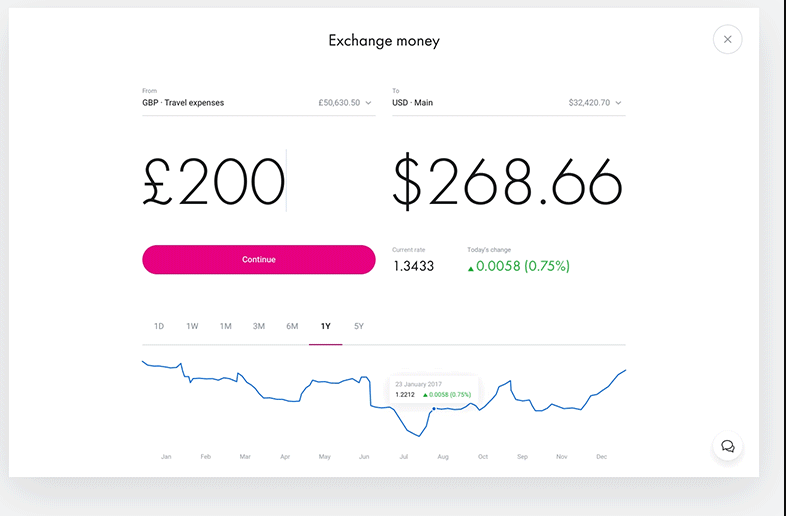 Exchange money
From
GBP · Travel expenses £50,630.50
To
USD · Main $32,420.70
£200
$268.66
Continue
Current rate
1.3433
Today's change
▲0.0058 (0.75%)
1D 1W 1M 3M 6M 1Y 5Y
23 January 2017
1.2212 ▲0.0058 (0.75%)
Jan Feb Mar Apr May Jun Jul Aug Oct Sep Nov Dec